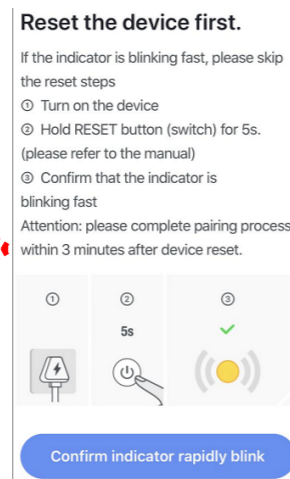 Reset the device first.
If the indicator is blinking fast, please skip
the reset steps
① Turn on the device
② Hold RESET button (switch) for 5s.
(please refer to the manual)
③ Confirm that the indicator is
blinking fast
Attention: please complete pairing process
within 3 minutes after device reset.
① ② ③
5s
Confirm indicator rapidly blink